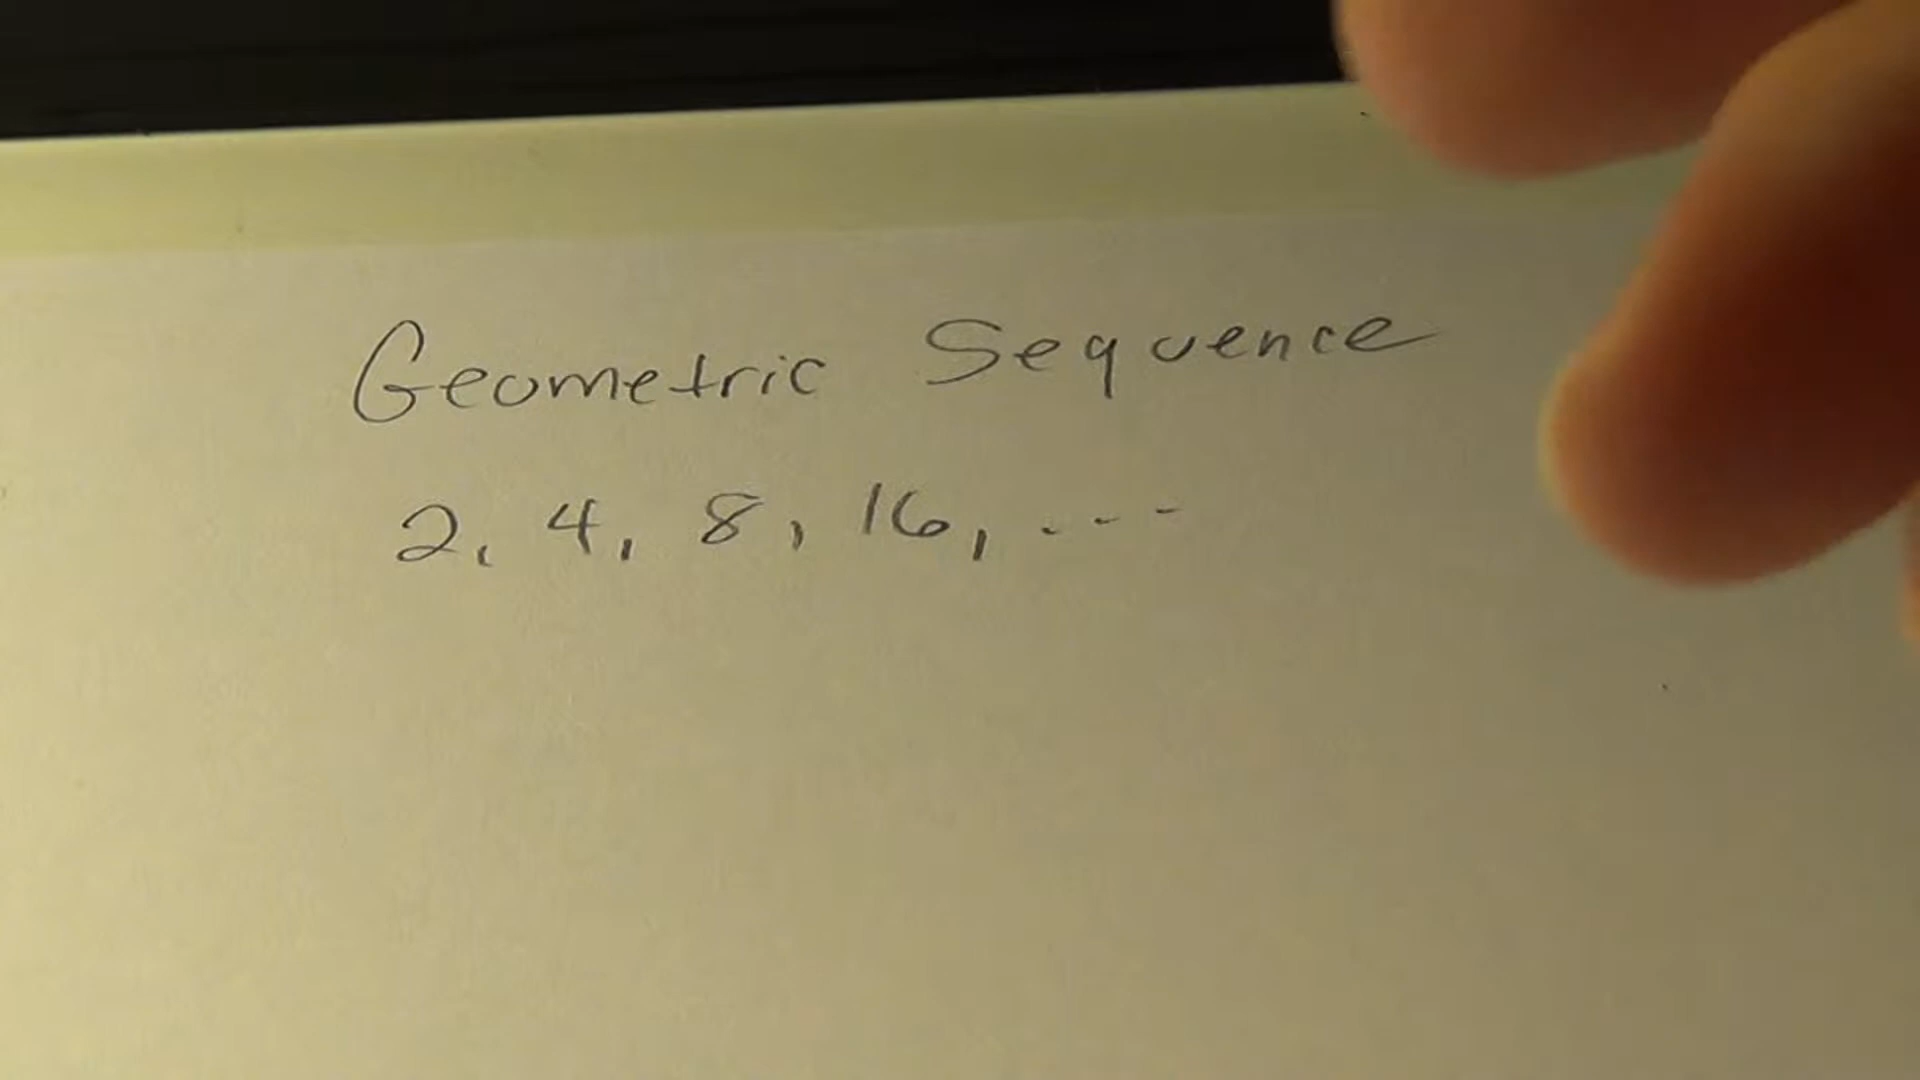 Geometric Sequence
2, 4, 8, 16, ...